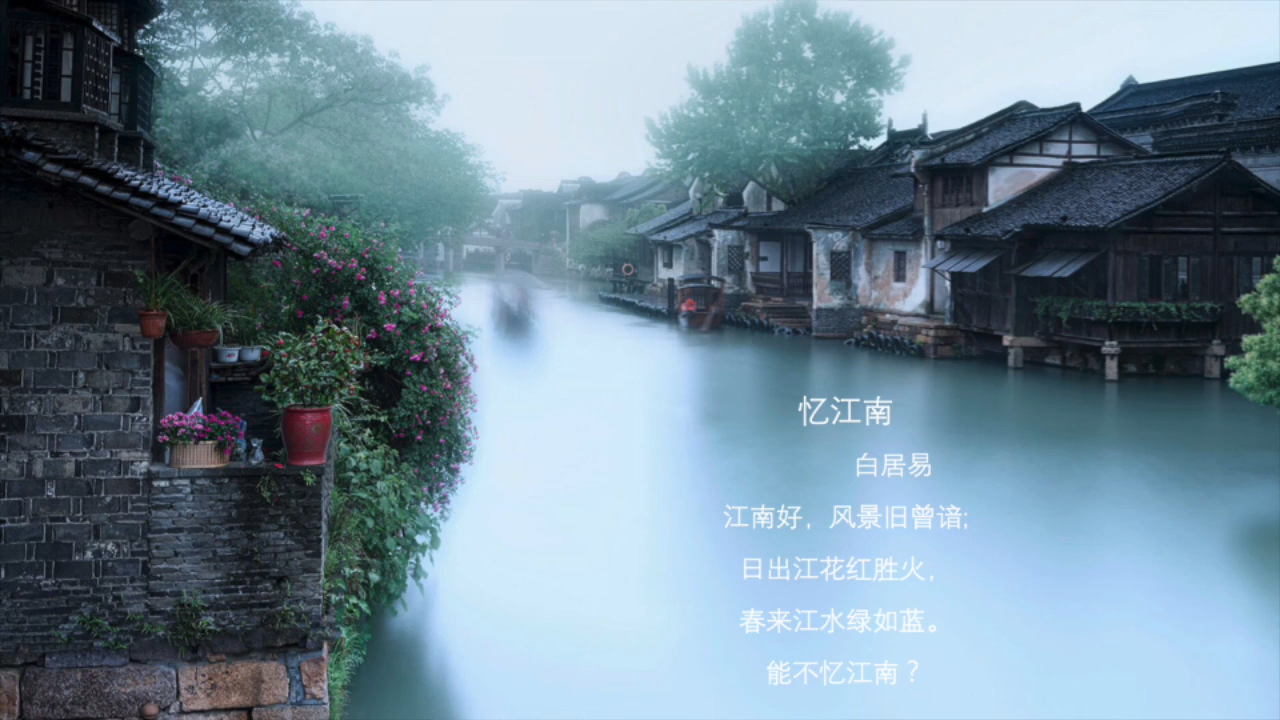 忆江南
白居易
江南好，风景旧曾谙;
日出江花红胜火，
春来江水绿如蓝。
能不忆江南？